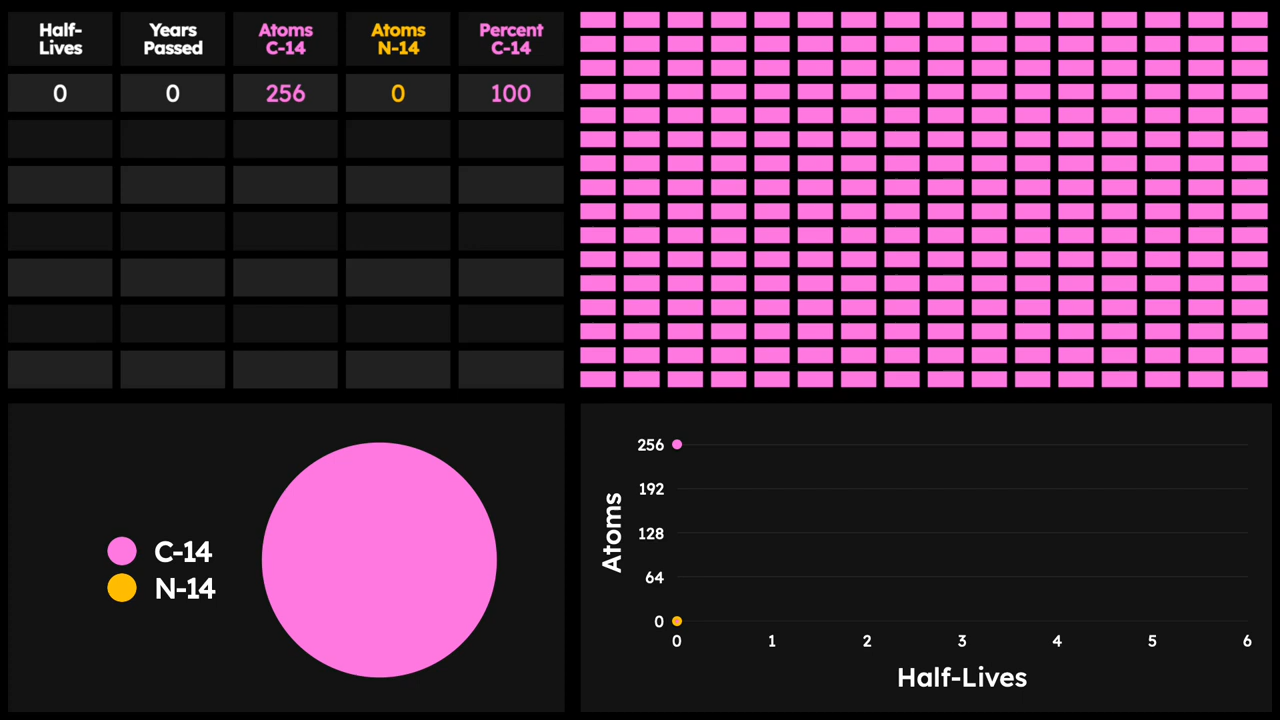 Half-
Lives
Years
Passed
Atoms
C-14
Atoms
N-14
Percent
C-14
0
0
256
0
100
C-14
N-14
256
192
128
64
0
Atoms
0
1
2
3
4
5
6
Half-Lives